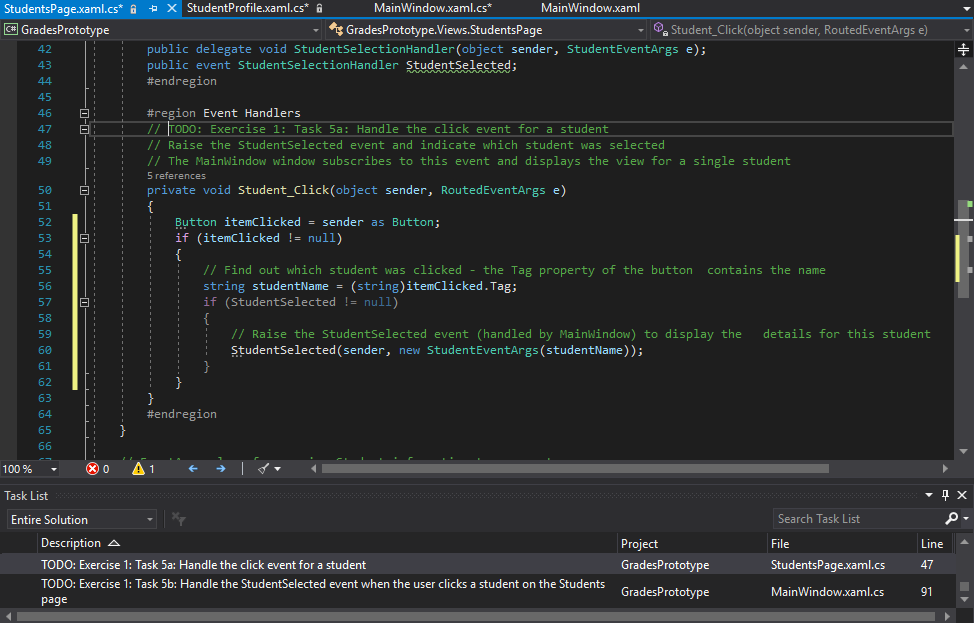 StudentsPage.xaml.cs* StudentProfile.xaml.cs* MainWindow.xaml.cs* MainWindow.xaml
C# GradesPrototype GradesPrototype.Views.StudentsPage Student_Click(object sender, RoutedEventArgs e)
42 public delegate void StudentSelectionHandler(object sender, StudentEventArgs e);
43 public event StudentSelectionHandler StudentSelected;
44 #endregion
45
46 #region Event Handlers
47 // TODO: Exercise 1: Task 5a: Handle the click event for a student
48 // Raise the StudentSelected event and indicate which student was selected
49 // The MainWindow window subscribes to this event and displays the view for a single student
5 references
50 private void Student_Click(object sender, RoutedEventArgs e)
51 {
52 Button itemClicked = sender as Button;
53 if (itemClicked != null)
54 {
55 // Find out which student was clicked - the Tag property of the button  contains the name
56 string studentName = (string)itemClicked.Tag;
57 if (StudentSelected != null)
58 {
59 // Raise the StudentSelected event (handled by MainWindow) to display the   details for this student
60 StudentSelected(sender, new StudentEventArgs(studentName));
61 }
62 }
63 }
64 #endregion
65 }
66
100 % 0 1
Task List
Entire Solution Search Task List
Description Project File Line
TODO: Exercise 1: Task 5a: Handle the click event for a student GradesPrototype StudentsPage.xaml.cs 47
TODO: Exercise 1: Task 5b: Handle the StudentSelected event when the user clicks a student on the Students
page GradesPrototype MainWindow.xaml.cs 91